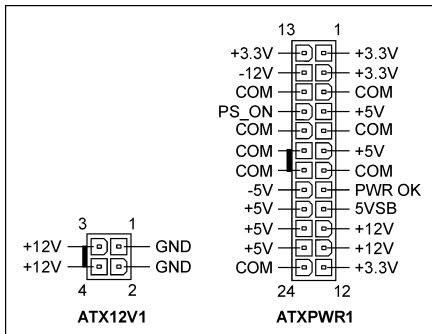 13 1
+3.3V +3.3V
-12V +3.3V
COM COM
PS_ON +5V
COM COM
COM +5V
COM COM
-5V PWR OK
+5V 5VSB
+5V +12V
+5V +12V
COM +3.3V
24 12
ATXPWR1
3 1
+12V GND
+12V GND
4 2
ATX12V1